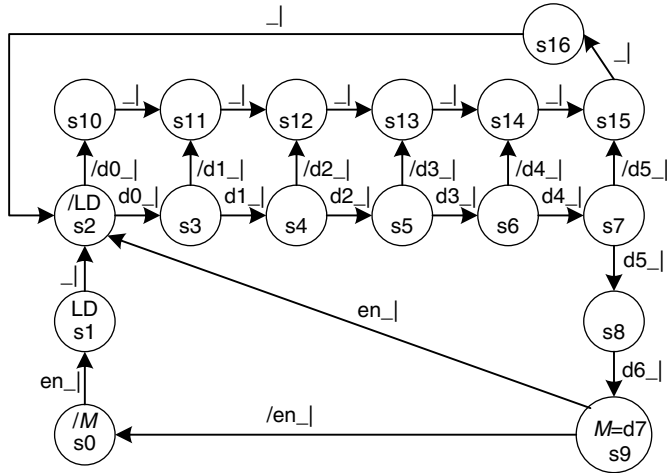 _|
s16
_|
s10
_|
s11
_|
s12
_|
s13
_|
s14
_|
s15
/d0_|
/d1_|
/d2_|
/d3_|
/d4_|
/d5_|
/LD
s2
d0_|
s3
d1_|
s4
d2_|
s5
d3_|
s6
d4_|
s7
_|
d5_|
LD
s1
en_|
s8
en_|
d6_|
/M
s0
/en_|
M=d7
s9